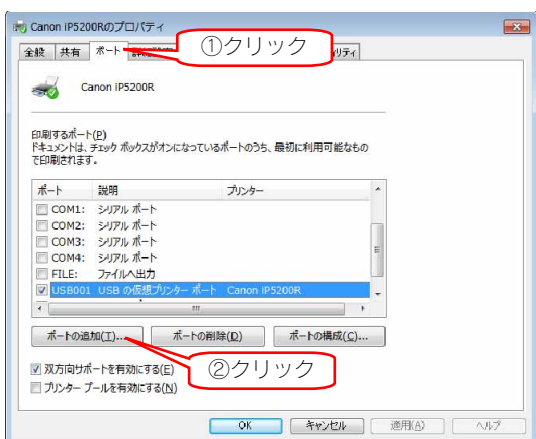 Canon iP5200Rのプロパティ
①クリック
全般 共有 ポート
Canon iP5200R
印刷するポート(P)
ドキュメントは、チェック ボックスがオンになっているポートのうち、最初に利用可能なもの
で印刷されます。
ポート 説明 プリンター
COM1: シリアル ポート
COM2: シリアル ポート
COM3: シリアル ポート
COM4: シリアル ポート
FILE: ファイルへ出力
USB001 USB の仮想プリンター ポート Canon iP5200R
ポートの追加(T)... ポートの削除(D) ポートの構成(C)...
双方向サポートを有効にする(E)
②クリック
プリンター プールを有効にする(N)
OK キャンセル 適用(A) ヘルプ